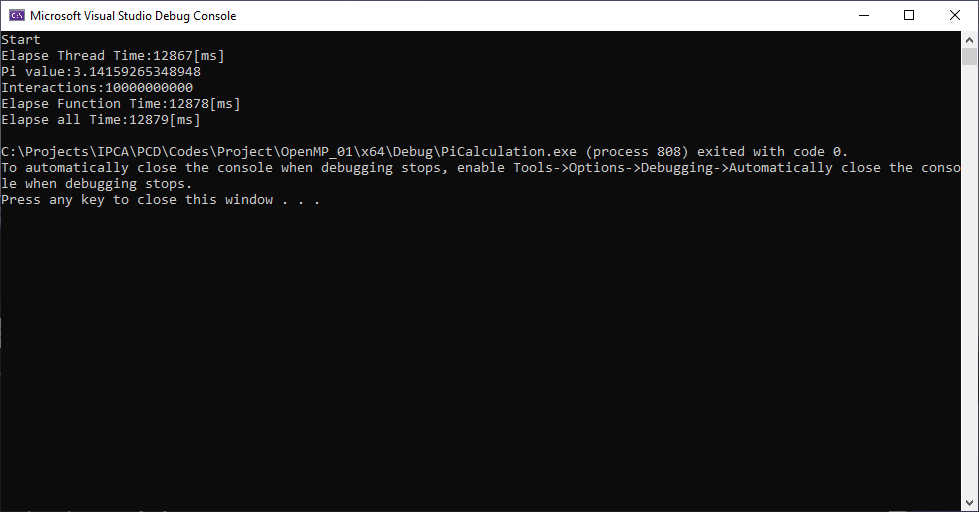 Microsoft Visual Studio Debug Console
Start
Elapse Thread Time:12867[ms]
Pi value:3.14159265348948
Interactions:10000000000
Elapse Function Time:12878[ms]
Elapse all Time:12879[ms]
C:\Projects\IPCA\PCD\Codes\Project\OpenMP_01\x64\Debug\PiCalculation.exe (process 808) exited with code 0.
To automatically close the console when debugging stops, enable Tools->Options->Debugging->Automatically close the conso
le when debugging stops.
Press any key to close this window . . .